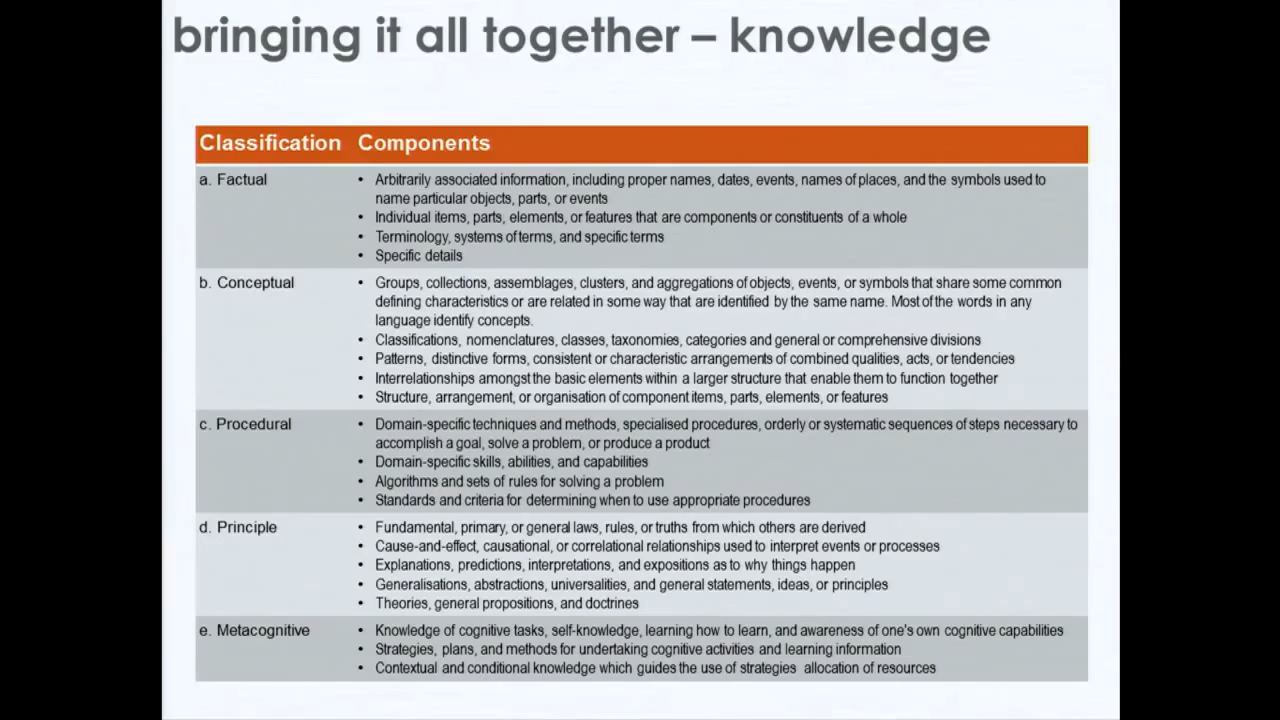 bringing it all together – knowledge
Classification Components
a. Factual
• Arbitrarily associated information, including proper names, dates, events, names of places, and the symbols used to
name particular objects, parts, or events
• Individual items, parts, elements, or features that are components or constituents of a whole
• Terminology, systems of terms, and specific terms
• Specific details
b. Conceptual
• Groups, collections, assemblages, clusters, and aggregations of objects, events, or symbols that share some common
defining characteristics or are related in some way that are identified by the same name. Most of the words in any
language identify concepts.
• Classifications, nomenclatures, classes, taxonomies, categories and general or comprehensive divisions
• Patterns, distinctive forms, consistent or characteristic arrangements of combined qualities, acts, or tendencies
• Interrelationships amongst the basic elements within a larger structure that enable them to function together
• Structure, arrangement, or organisation of component items, parts, elements, or features
c. Procedural
• Domain-specific techniques and methods, specialised procedures, orderly or systematic sequences of steps necessary to
accomplish a goal, solve a problem, or produce a product
• Domain-specific skills, abilities, and capabilities
• Algorithms and sets of rules for solving a problem
• Standards and criteria for determining when to use appropriate procedures
d. Principle
• Fundamental, primary, or general laws, rules, or truths from which others are derived
• Cause-and-effect, causational, or correlational relationships used to interpret events or processes
• Explanations, predictions, interpretations, and expositions as to why things happen
• Generalisations, abstractions, universalities, and general statements, ideas, or principles
• Theories, general propositions, and doctrines
e. Metacognitive
• Knowledge of cognitive tasks, self-knowledge, learning how to learn, and awareness of one's own cognitive capabilities
• Strategies, plans, and methods for undertaking cognitive activities and learning information
• Contextual and conditional knowledge which guides the use of strategies allocation of resources